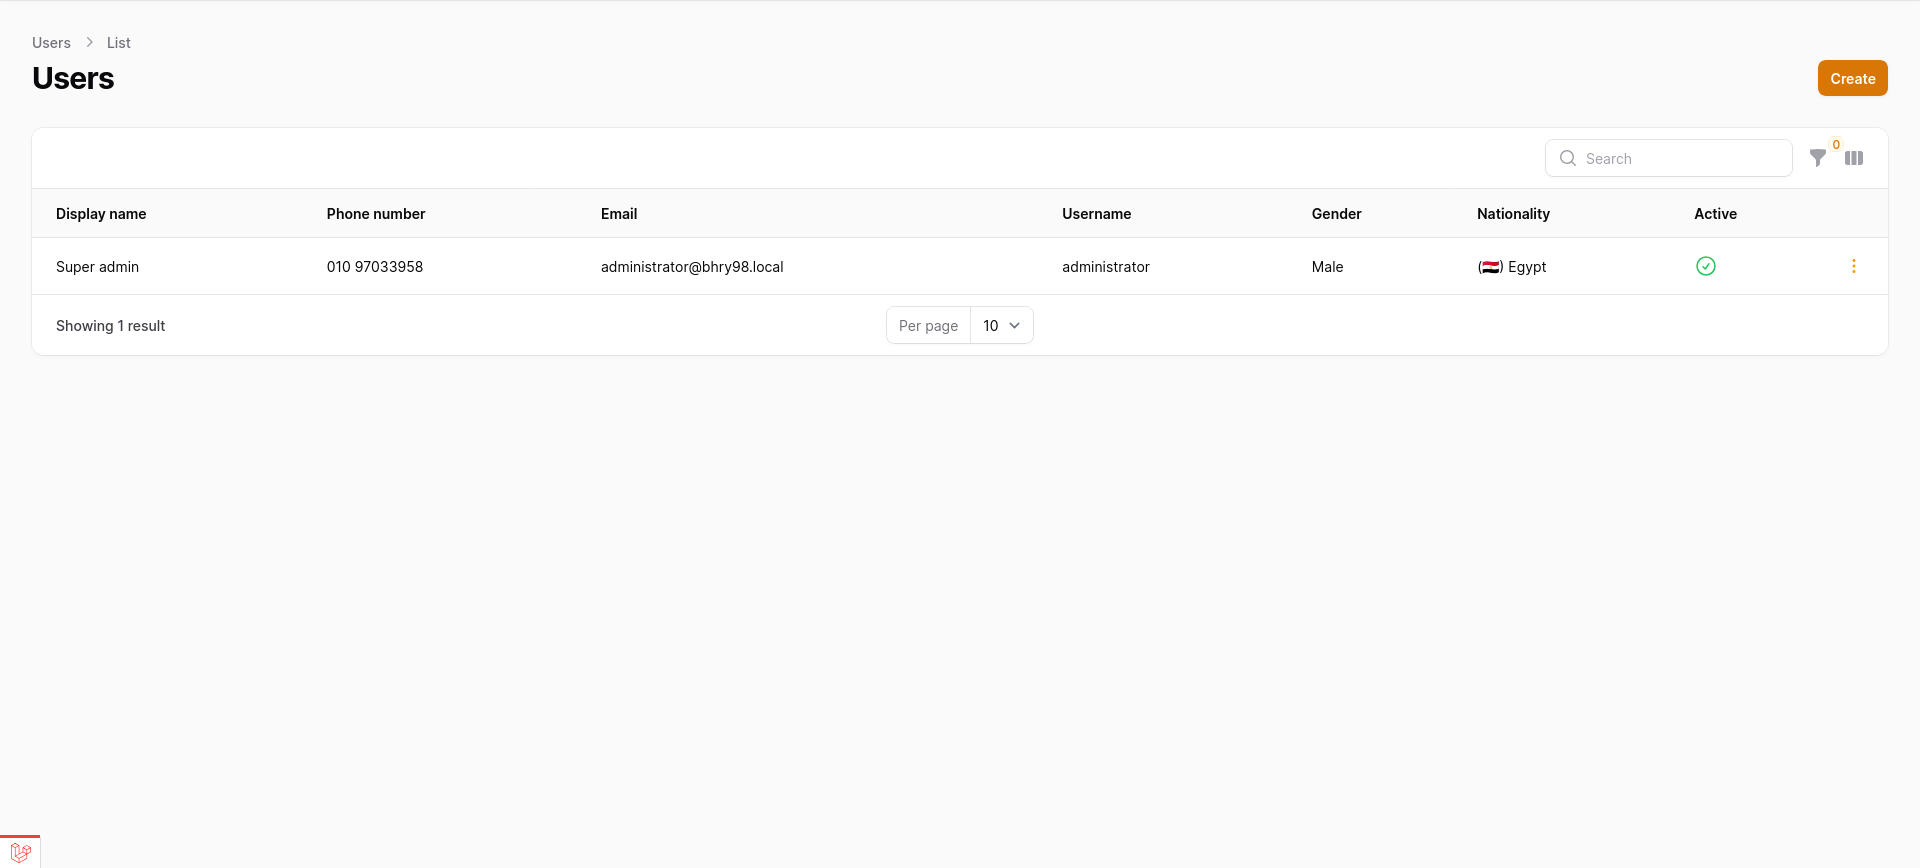 Users List
Users
Create
Search
0
Display name Phone number Email Username Gender Nationality Active
Super admin 010 97033958 administrator@bhry98.local administrator Male (🇪🇬) Egypt
Showing 1 result Per page 10